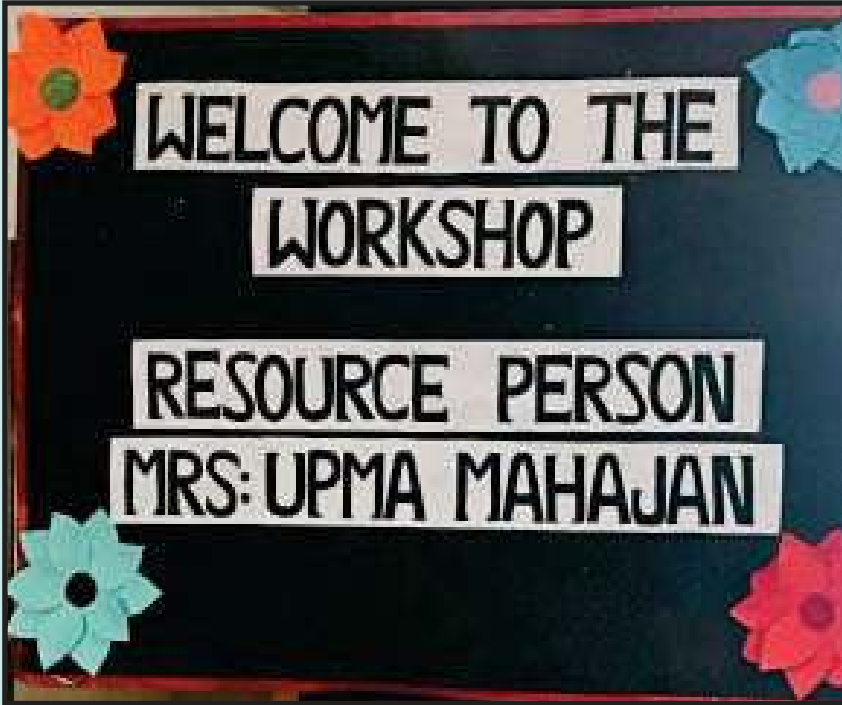 WELCOME TO THE
WORKSHOP
RESOURCE PERSON
MRS: UPMA MAHAJAN